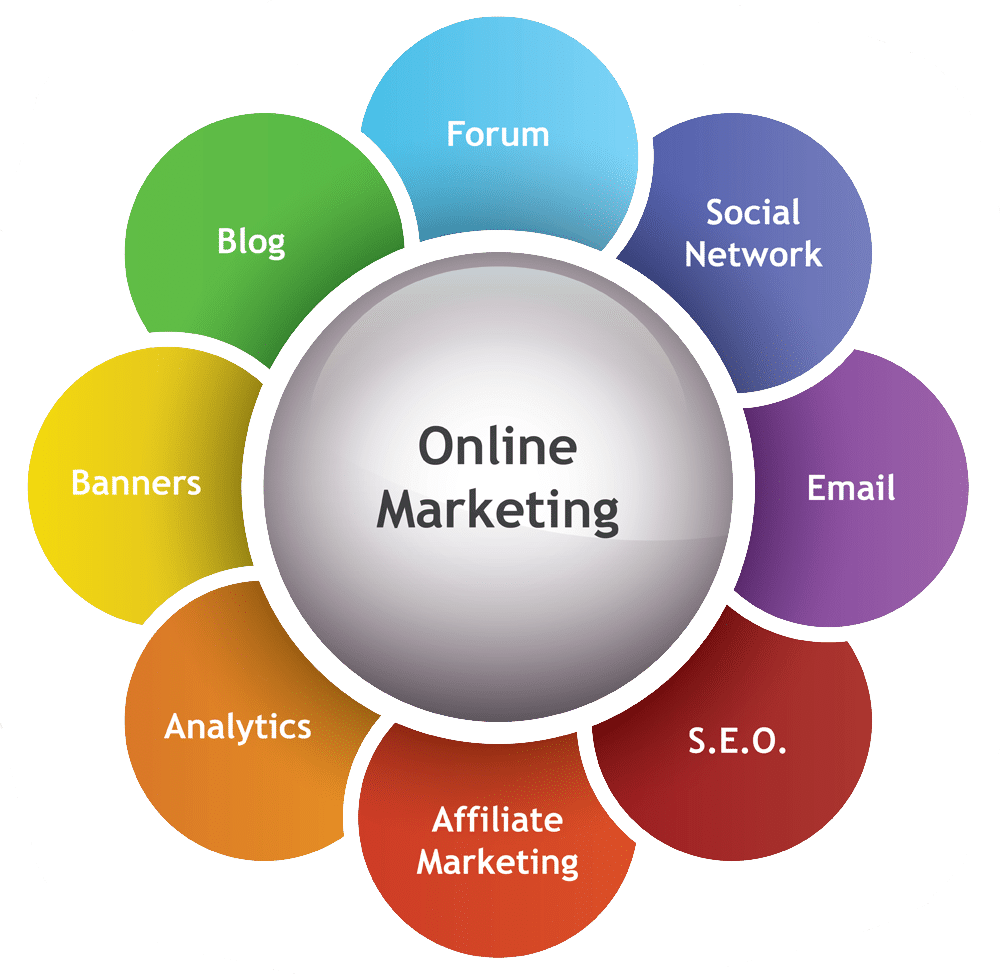 Forum
Social
Network
Email
S.E.O.
Affiliate
Marketing
Analytics
Banners
Blog
Online
Marketing